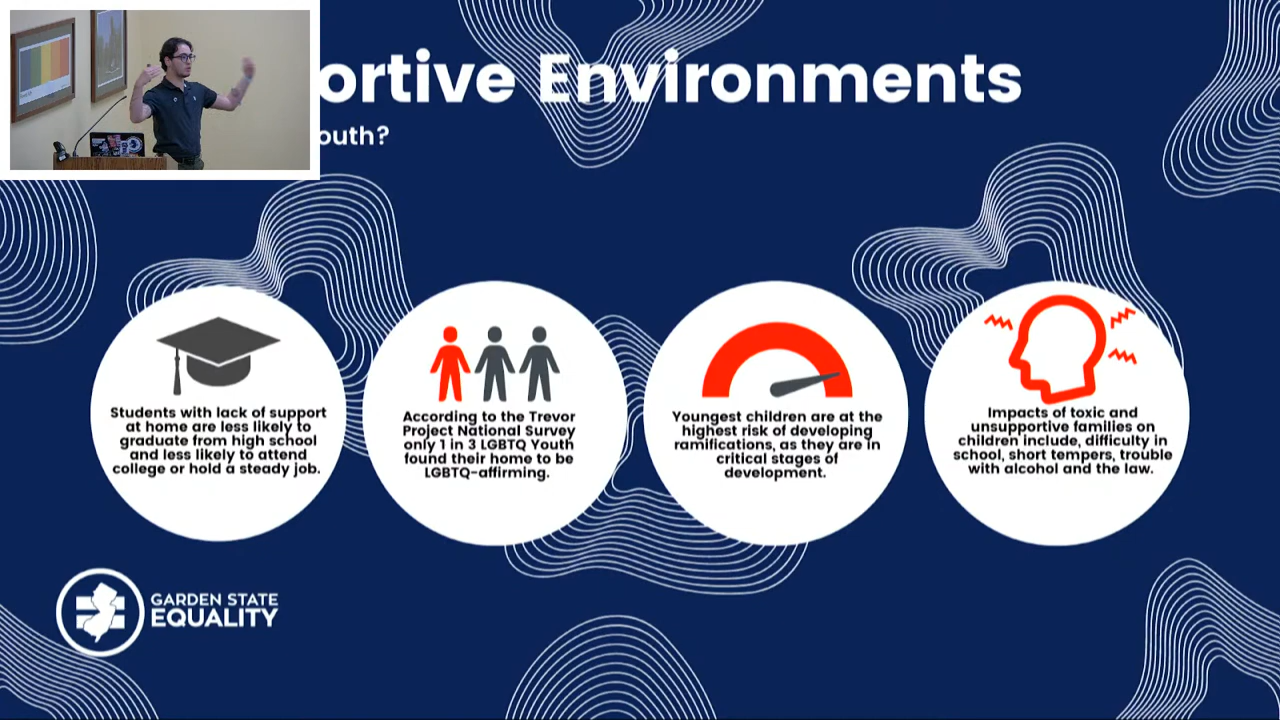 ortive Environments
outh?
Students with lack of support
at home are less likely to
graduate from high school
and less likely to attend
college or hold a steady job.
According to the Trevor
Project National Survey
only 1 in 3 LGBTQ Youth
found their home to be
LGBTQ-affirming.
Youngest children are at the
highest risk of developing
ramifications, as they are in
critical stages of
development.
Impacts of toxic and
unsupportive families on
children include, difficulty in
school, short tempers, trouble
with alcohol and the law.
GARDEN STATE
EQUALITY